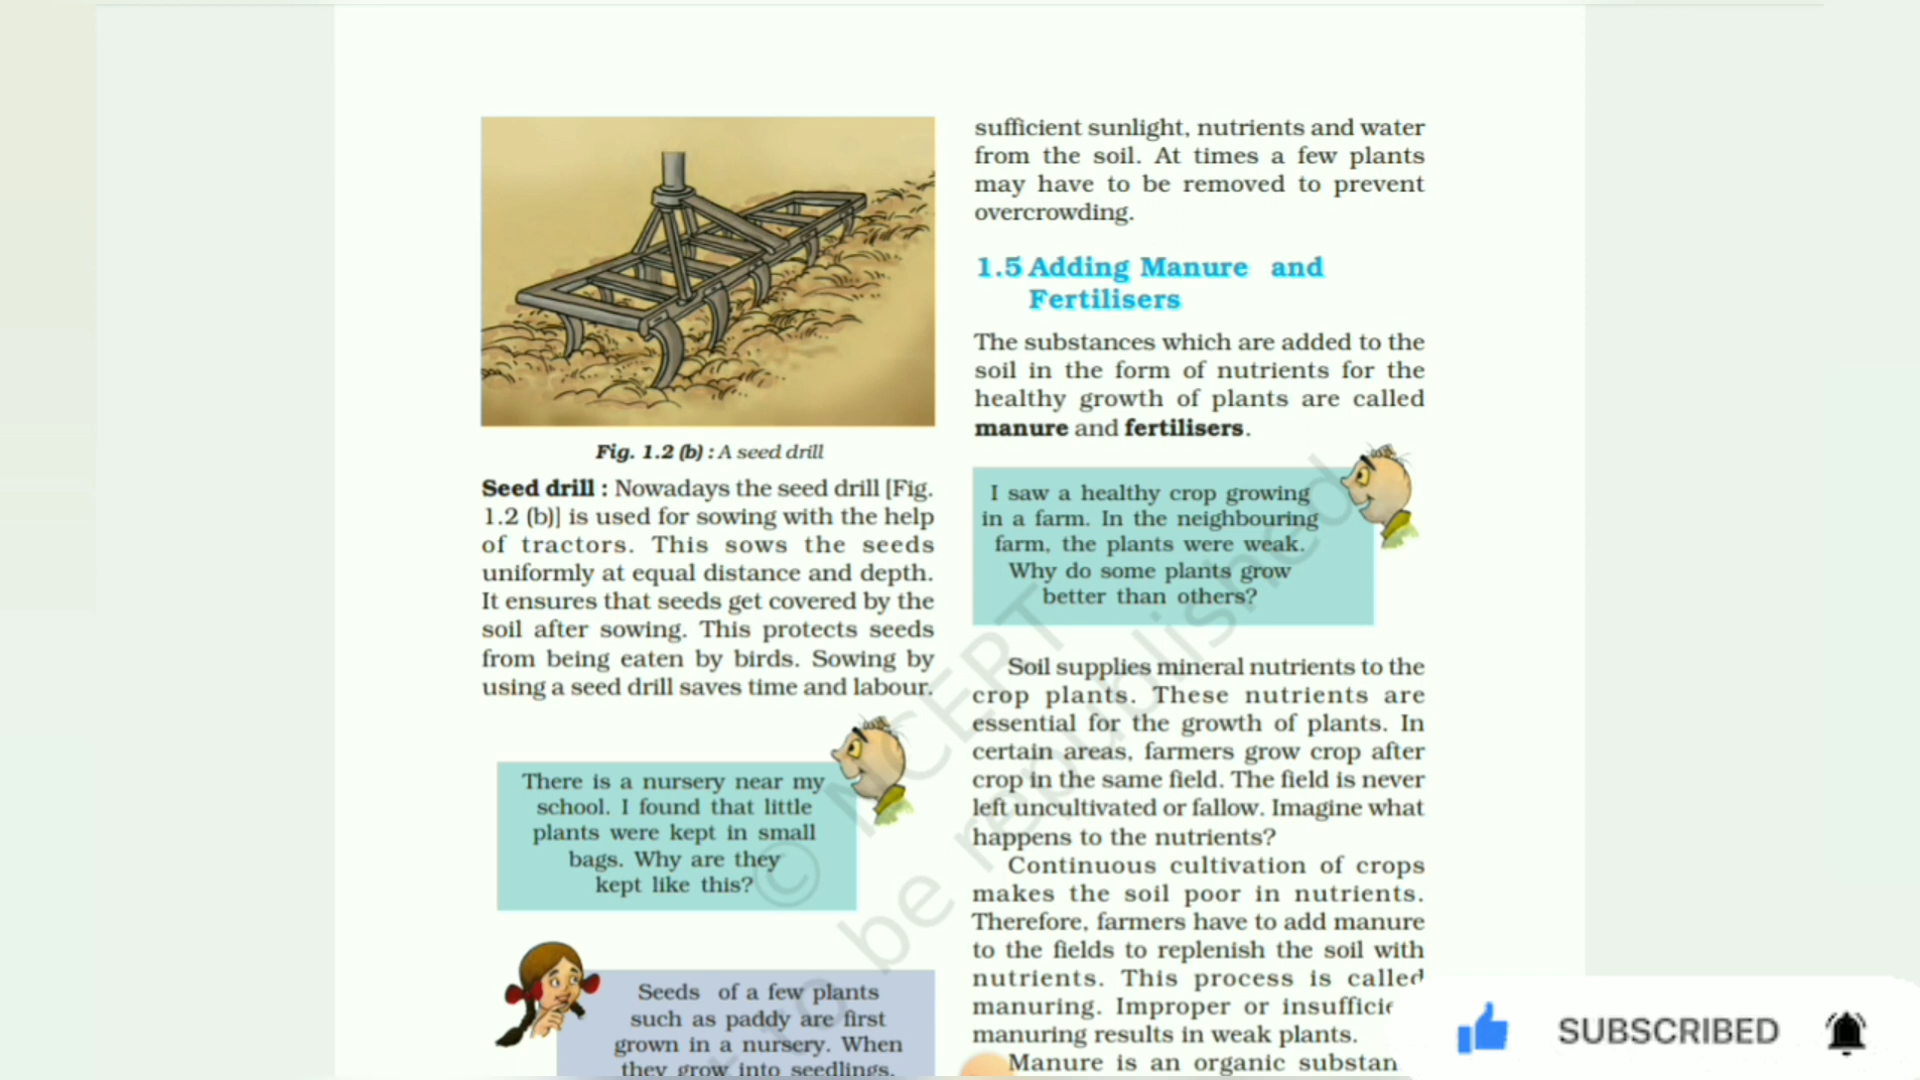 Fig. 1.2 (b) : A seed drill
Seed drill : Nowadays the seed drill [Fig.
1.2 (b)] is used for sowing with the help
of tractors. This sows the seeds
uniformly at equal distance and depth.
It ensures that seeds get covered by the
soil after sowing. This protects seeds
from being eaten by birds. Sowing by
using a seed drill saves time and labour.
There is a nursery near my
school. I found that little
plants were kept in small
bags. Why are they
kept like this?
Seeds of a few plants
such as paddy are first
grown in a nursery. When
they grow into seedlings,
sufficient sunlight, nutrients and water
from the soil. At times a few plants
may have to be removed to prevent
overcrowding.
1.5 Adding Manure and
Fertilisers
The substances which are added to the
soil in the form of nutrients for the
healthy growth of plants are called
manure and fertilisers.
I saw a healthy crop growing
in a farm. In the neighbouring
farm, the plants were weak.
Why do some plants grow
better than others?
Soil supplies mineral nutrients to the
crop plants. These nutrients are
essential for the growth of plants. In
certain areas, farmers grow crop after
crop in the same field. The field is never
left uncultivated or fallow. Imagine what
happens to the nutrients?
Continuous cultivation of crops
makes the soil poor in nutrients.
Therefore, farmers have to add manure
to the fields to replenish the soil with
nutrients. This process is called
manuring. Improper or insufficie
manuring results in weak plants.
Manure is an organic substan
© NCERT
to be republished
SUBSCRIBED